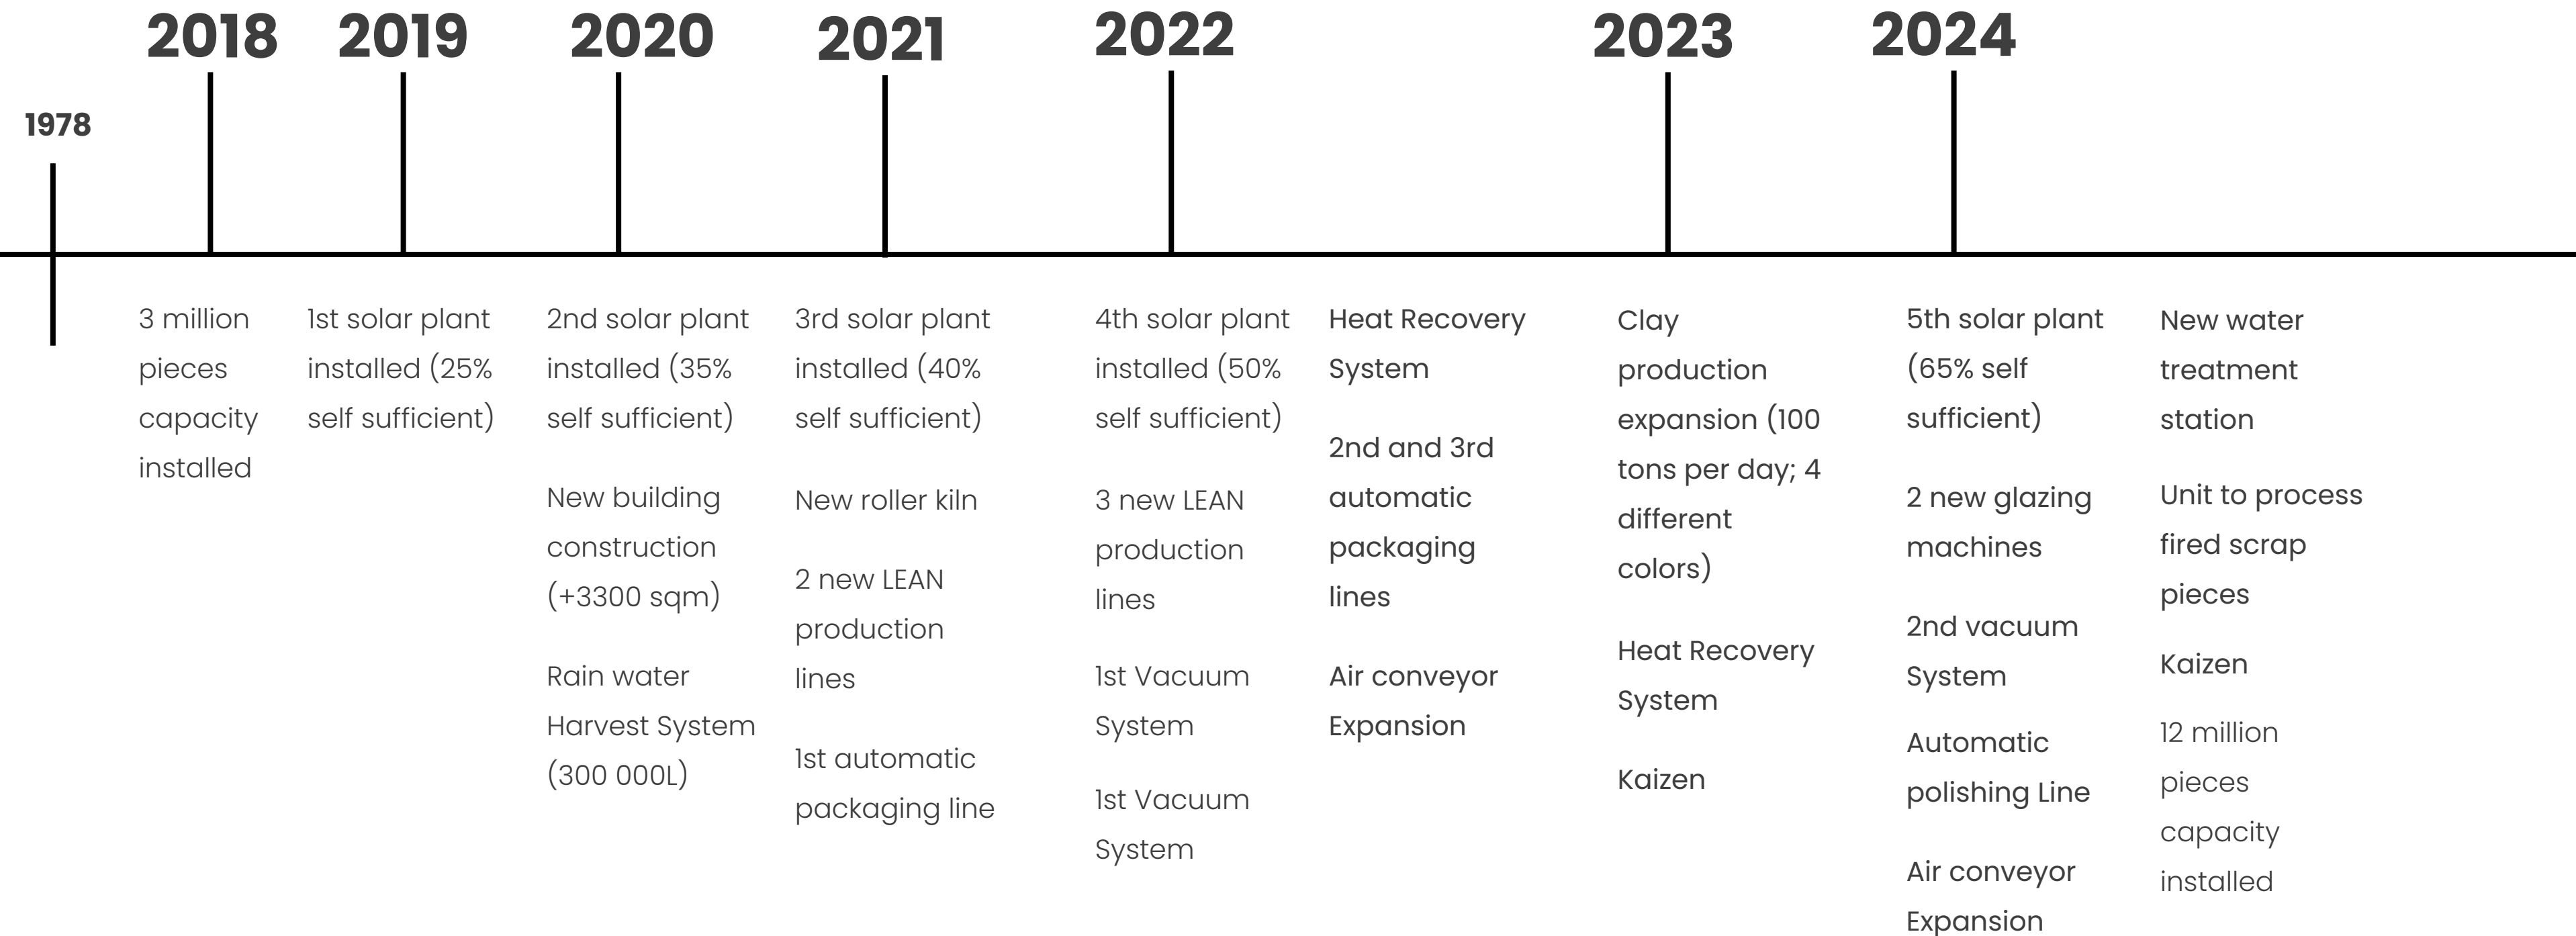 1978
2018
3 million
pieces
capacity
installed
2019
1st solar plant
installed (25%
self sufficient)
2020
2nd solar plant
installed (35%
self sufficient)
New building
construction
(+3300 sqm)
Rain water
Harvest System
(300 000L)
2021
3rd solar plant
installed (40%
self sufficient)
New roller kiln
2 new LEAN
production
lines
1st automatic
packaging line
2022
4th solar plant
installed (50%
self sufficient)
3 new LEAN
production
lines
1st Vacuum
System
1st Vacuum
System
Heat Recovery
System
2nd and 3rd
automatic
packaging
lines
Air conveyor
Expansion
2023
Clay
production
expansion (100
tons per day; 4
different
colors)
Heat Recovery
System
Kaizen
2024
5th solar plant
(65% self
sufficient)
2 new glazing
machines
2nd vacuum
System
Automatic
polishing Line
Air conveyor
Expansion
New water
treatment
station
Unit to process
fired scrap
pieces
Kaizen
12 million
pieces
capacity
installed